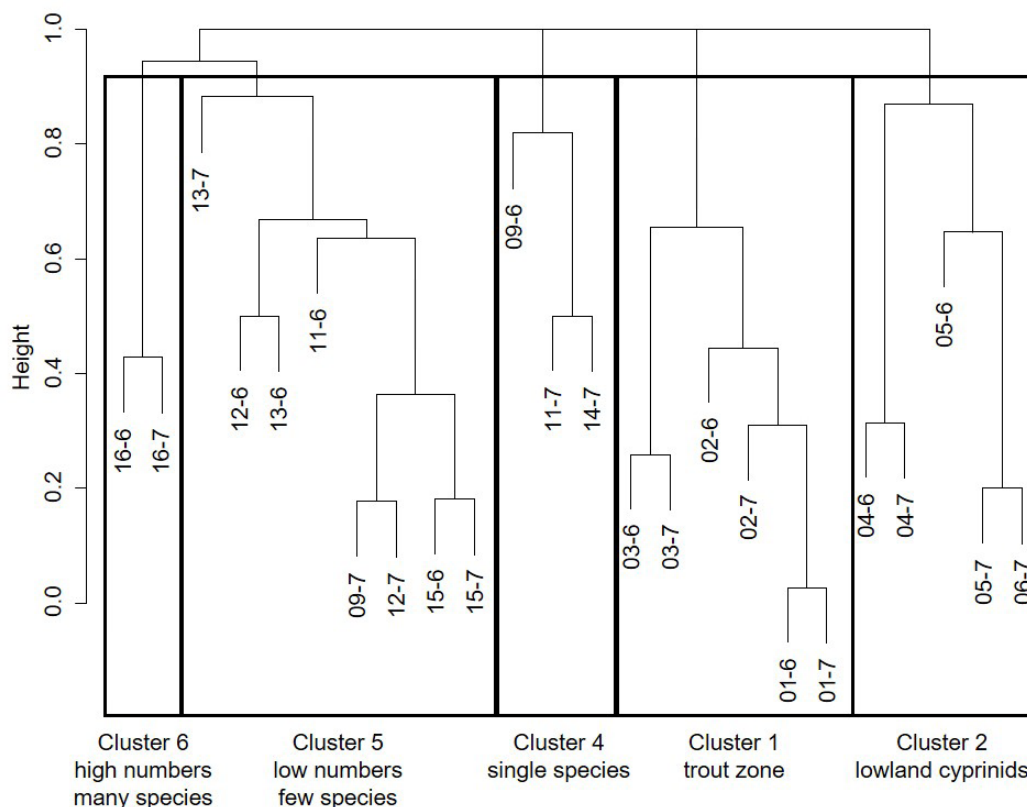 1.0
0.8
0.6
0.4
0.2
0.0
Height
13-7
09-6
11-6
05-6
12-6
13-6
11-7
14-7
02-6
16-6
16-7
02-7
04-6
04-7
03-6
03-7
09-7
12-7
15-6
15-7
05-7
06-7
01-6
01-7
Cluster 6
high numbers
many species
Cluster 5
low numbers
few species
Cluster 4
single species
Cluster 1
trout zone
Cluster 2
lowland cyprinids